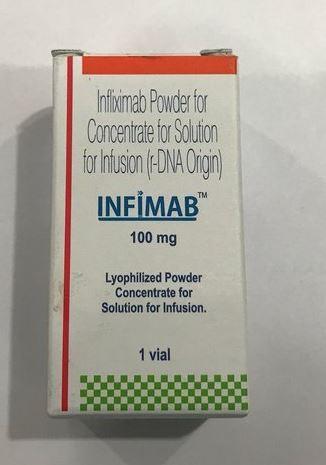 Infliximab Powder for
Concentrate for Solution
for Infusion (r-DNA Origin)
INFIMAB™
100 mg
Lyophilized Powder
Concentrate for
Solution for Infusion.
1 vial